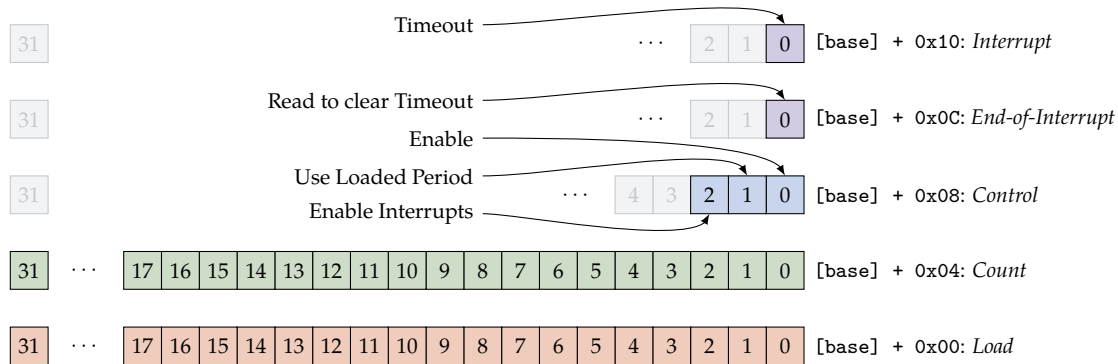 Timeout
31 ··· 2 1 0 [base] + 0x10: Interrupt
Read to clear Timeout
31 ··· 2 1 0 [base] + 0x0C: End-of-Interrupt
Enable
Use Loaded Period
31 ··· 4 3 2 1 0 [base] + 0x08: Control
Enable Interrupts
31 ··· 17 16 15 14 13 12 11 10 9 8 7 6 5 4 3 2 1 0 [base] + 0x04: Count
31 ··· 17 16 15 14 13 12 11 10 9 8 7 6 5 4 3 2 1 0 [base] + 0x00: Load